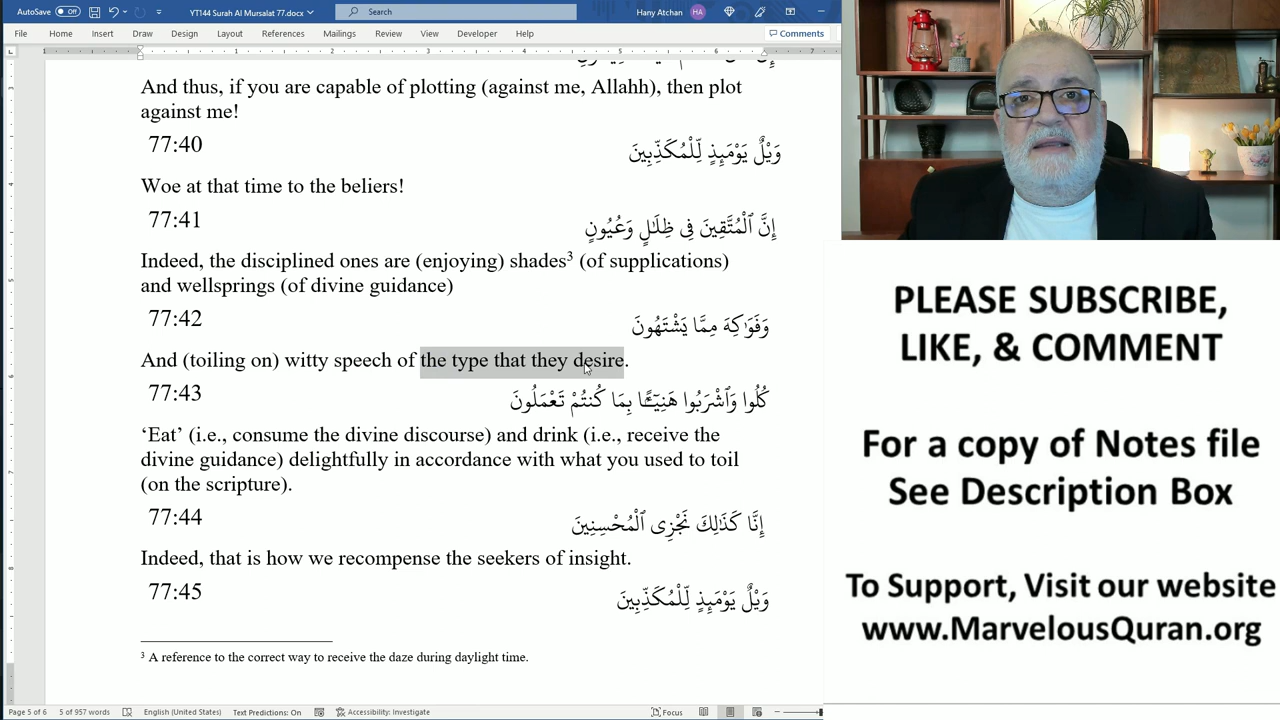 AutoSave Off YT144 Surah Al Mursalat 77.docx Search Hany Atchan HA
File Home Insert Draw Design Layout References Mailings Review View Developer Help Comments
And thus, if you are capable of plotting (against me, Allahh), then plot
against me!
77:40
وَيْلٌ يَوْمَئِذٍ لِّلْمُكَذِّبِينَ
Woe at that time to the beliers!
77:41
إِنَّ ٱلْمُتَّقِينَ فِى ظِلَٰلٍ وَعُيُونٍ
Indeed, the disciplined ones are (enjoying) shades³ (of supplications)
and wellsprings (of divine guidance)
77:42
وَفَوَٰكِهَ مِمَّا يَشْتَهُونَ
And (toiling on) witty speech of the type that they desire.
77:43
كُلُوا وَٱشْرَبُوا هَنِيٓـًٔا بِمَا كُنتُمْ تَعْمَلُونَ
‘Eat’ (i.e., consume the divine discourse) and drink (i.e., receive the
divine guidance) delightfully in accordance with what you used to toil
(on the scripture).
77:44
إِنَّا كَذَٰلِكَ نَجْزِى ٱلْمُحْسِنِينَ
Indeed, that is how we recompense the seekers of insight.
77:45
وَيْلٌ يَوْمَئِذٍ لِّلْمُكَذِّبِينَ
³ A reference to the correct way to receive the daze during daylight time.
Page 5 of 6 5 of 957 words English (United States) Text Predictions: On Accessibility: Investigate Focus
PLEASE SUBSCRIBE,
LIKE, & COMMENT
For a copy of Notes file
See Description Box
To Support, Visit our website
www.MarvelousQuran.org